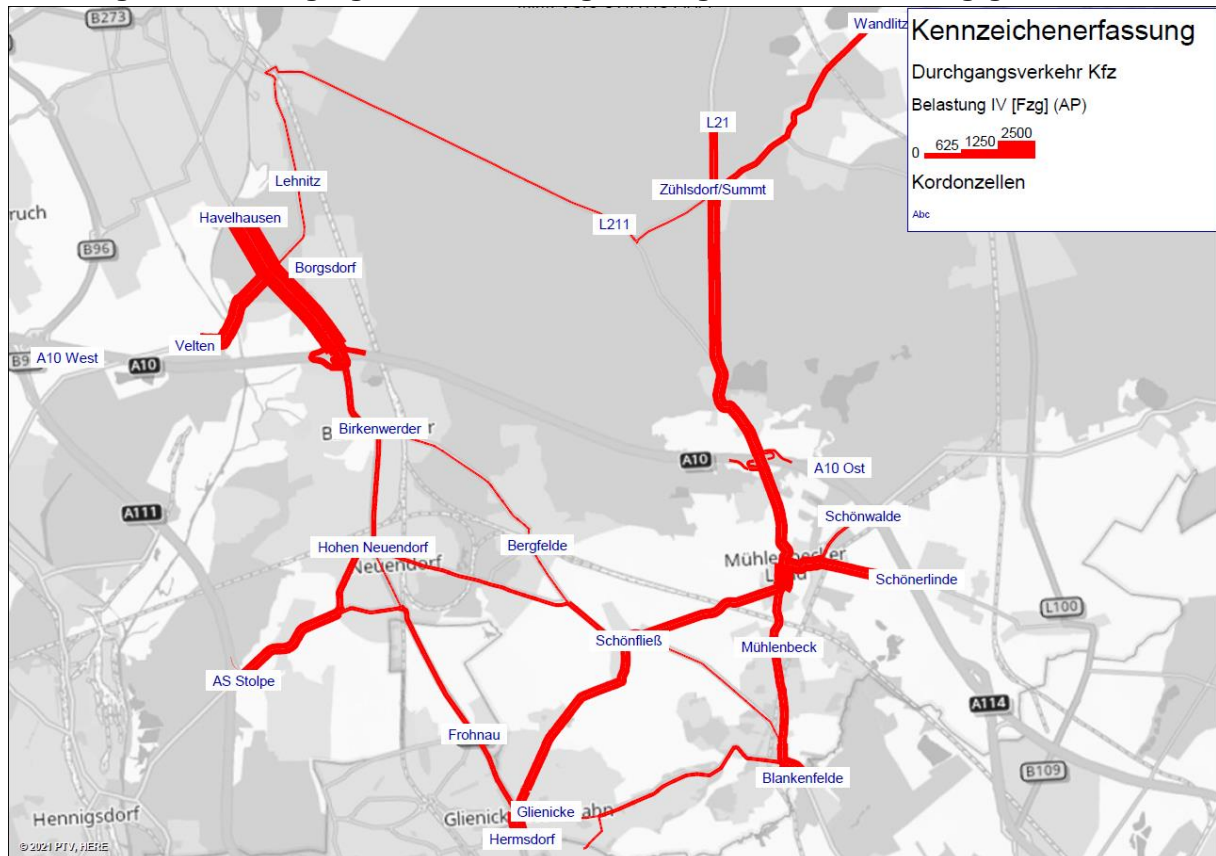 B273
Wandlitz
Kennzeichenerfassung
Durchgangsverkehr Kfz
Belastung IV [Fzg] (AP)
0 625 1250 2500
Kordonzellen
Abc
L21
Lehnitz
Zühlsdorf/Summt
Havelhausen
L211
B96
Borgsdorf
Velten
A10 West
A10
Birkenwerder
A10
A10 Ost
A111
Schönwalde
Hohen Neuendorf
Neuendorf
Bergfelde
Schönerlinde
L100
Schönfließ
Mühlenbeck
AS Stolpe
A114
Frohnau
B109
Blankenfelde
Glienicke
Hennigsdorf
Hermsdorf
© 2021 PTV, HERE